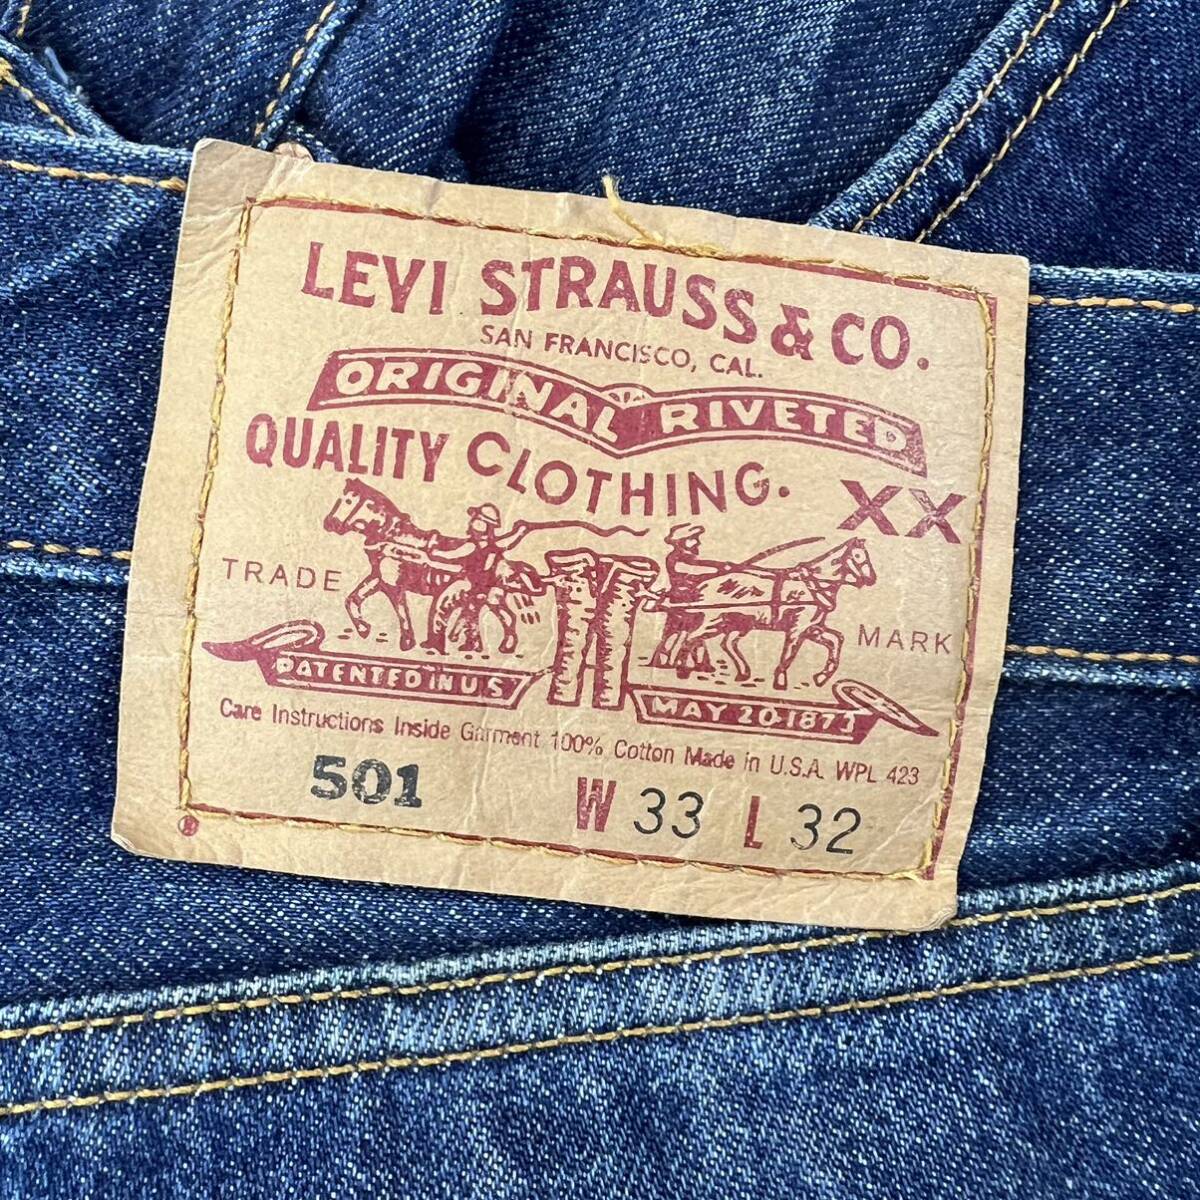 LEVI STRAUSS & CO.
SAN FRANCISCO, CAL.
ORIGINAL RIVETED
QUALITY CLOTHING.
XX
TRADE MARK
PATENTED IN U S
MAY 20 1873
Care Instructions Inside Garment 100% Cotton Made in U.S.A. WPL 423
501 W 33 L 32